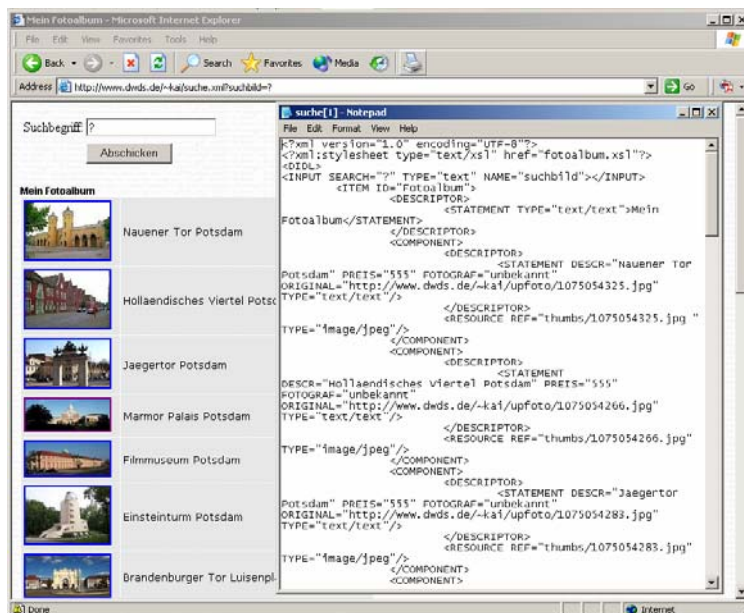 Mein Fotoalbum - Microsoft Internet Explorer
File Edit View Favorites Tools Help
Back Search Favorites Media
Address http://www.dwds.de/~kai/suche.xml?suchbild=? Go
Suchbegriff: ?
Abschicken
Mein Fotoalbum
Nauener Tor Potsdam
Hollaendisches Viertel Potsd
Jaegertor Potsdam
Marmor Palais Potsdam
Filmmuseum Potsdam
Einsteinturm Potsdam
Brandenburger Tor Luisenpl
suche[1] - Notepad
File Edit Format View Help
<?xml version="1.0" encoding="UTF-8"?>
<?xml:stylesheet type="text/xsl" href="fotoalbum.xsl"?>
<DIDL>
<INPUT SEARCH="?" TYPE="text" NAME="suchbild"></INPUT>
<ITEM ID="Fotoalbum">
<DESCRIPTOR>
<STATEMENT TYPE="text/text">Mein
Fotoalbum</STATEMENT>
</DESCRIPTOR>
<COMPONENT>
<DESCRIPTOR>
<STATEMENT DESCR="Nauener Tor
Potsdam" PREIS="555" FOTOGRAF="unbekannt"
ORIGINAL="http://www.dwds.de/~kai/upfoto/1075054325.jpg"
TYPE="text/text"/>
</DESCRIPTOR>
<RESOURCE REF="thumbs/1075054325.jpg "
TYPE="image/jpeg"/>
</COMPONENT>
<COMPONENT>
<DESCRIPTOR>
<STATEMENT
DESCR="Hollaendisches Viertel Potsdam" PREIS="555"
FOTOGRAF="unbekannt"
ORIGINAL="http://www.dwds.de/~kai/upfoto/1075054266.jpg"
TYPE="text/text"/>
</DESCRIPTOR>
<RESOURCE REF="thumbs/1075054266.jpg "
TYPE="image/jpeg"/>
</COMPONENT>
<COMPONENT>
<DESCRIPTOR>
<STATEMENT DESCR="Jaegertor
Potsdam" PREIS="555" FOTOGRAF="unbekannt"
ORIGINAL="http://www.dwds.de/~kai/upfoto/1075054283.jpg"
TYPE="text/text"/>
</DESCRIPTOR>
<RESOURCE REF="thumbs/1075054283.jpg "
TYPE="image/jpeg"/>
</COMPONENT>
<COMPONENT>
Done Internet